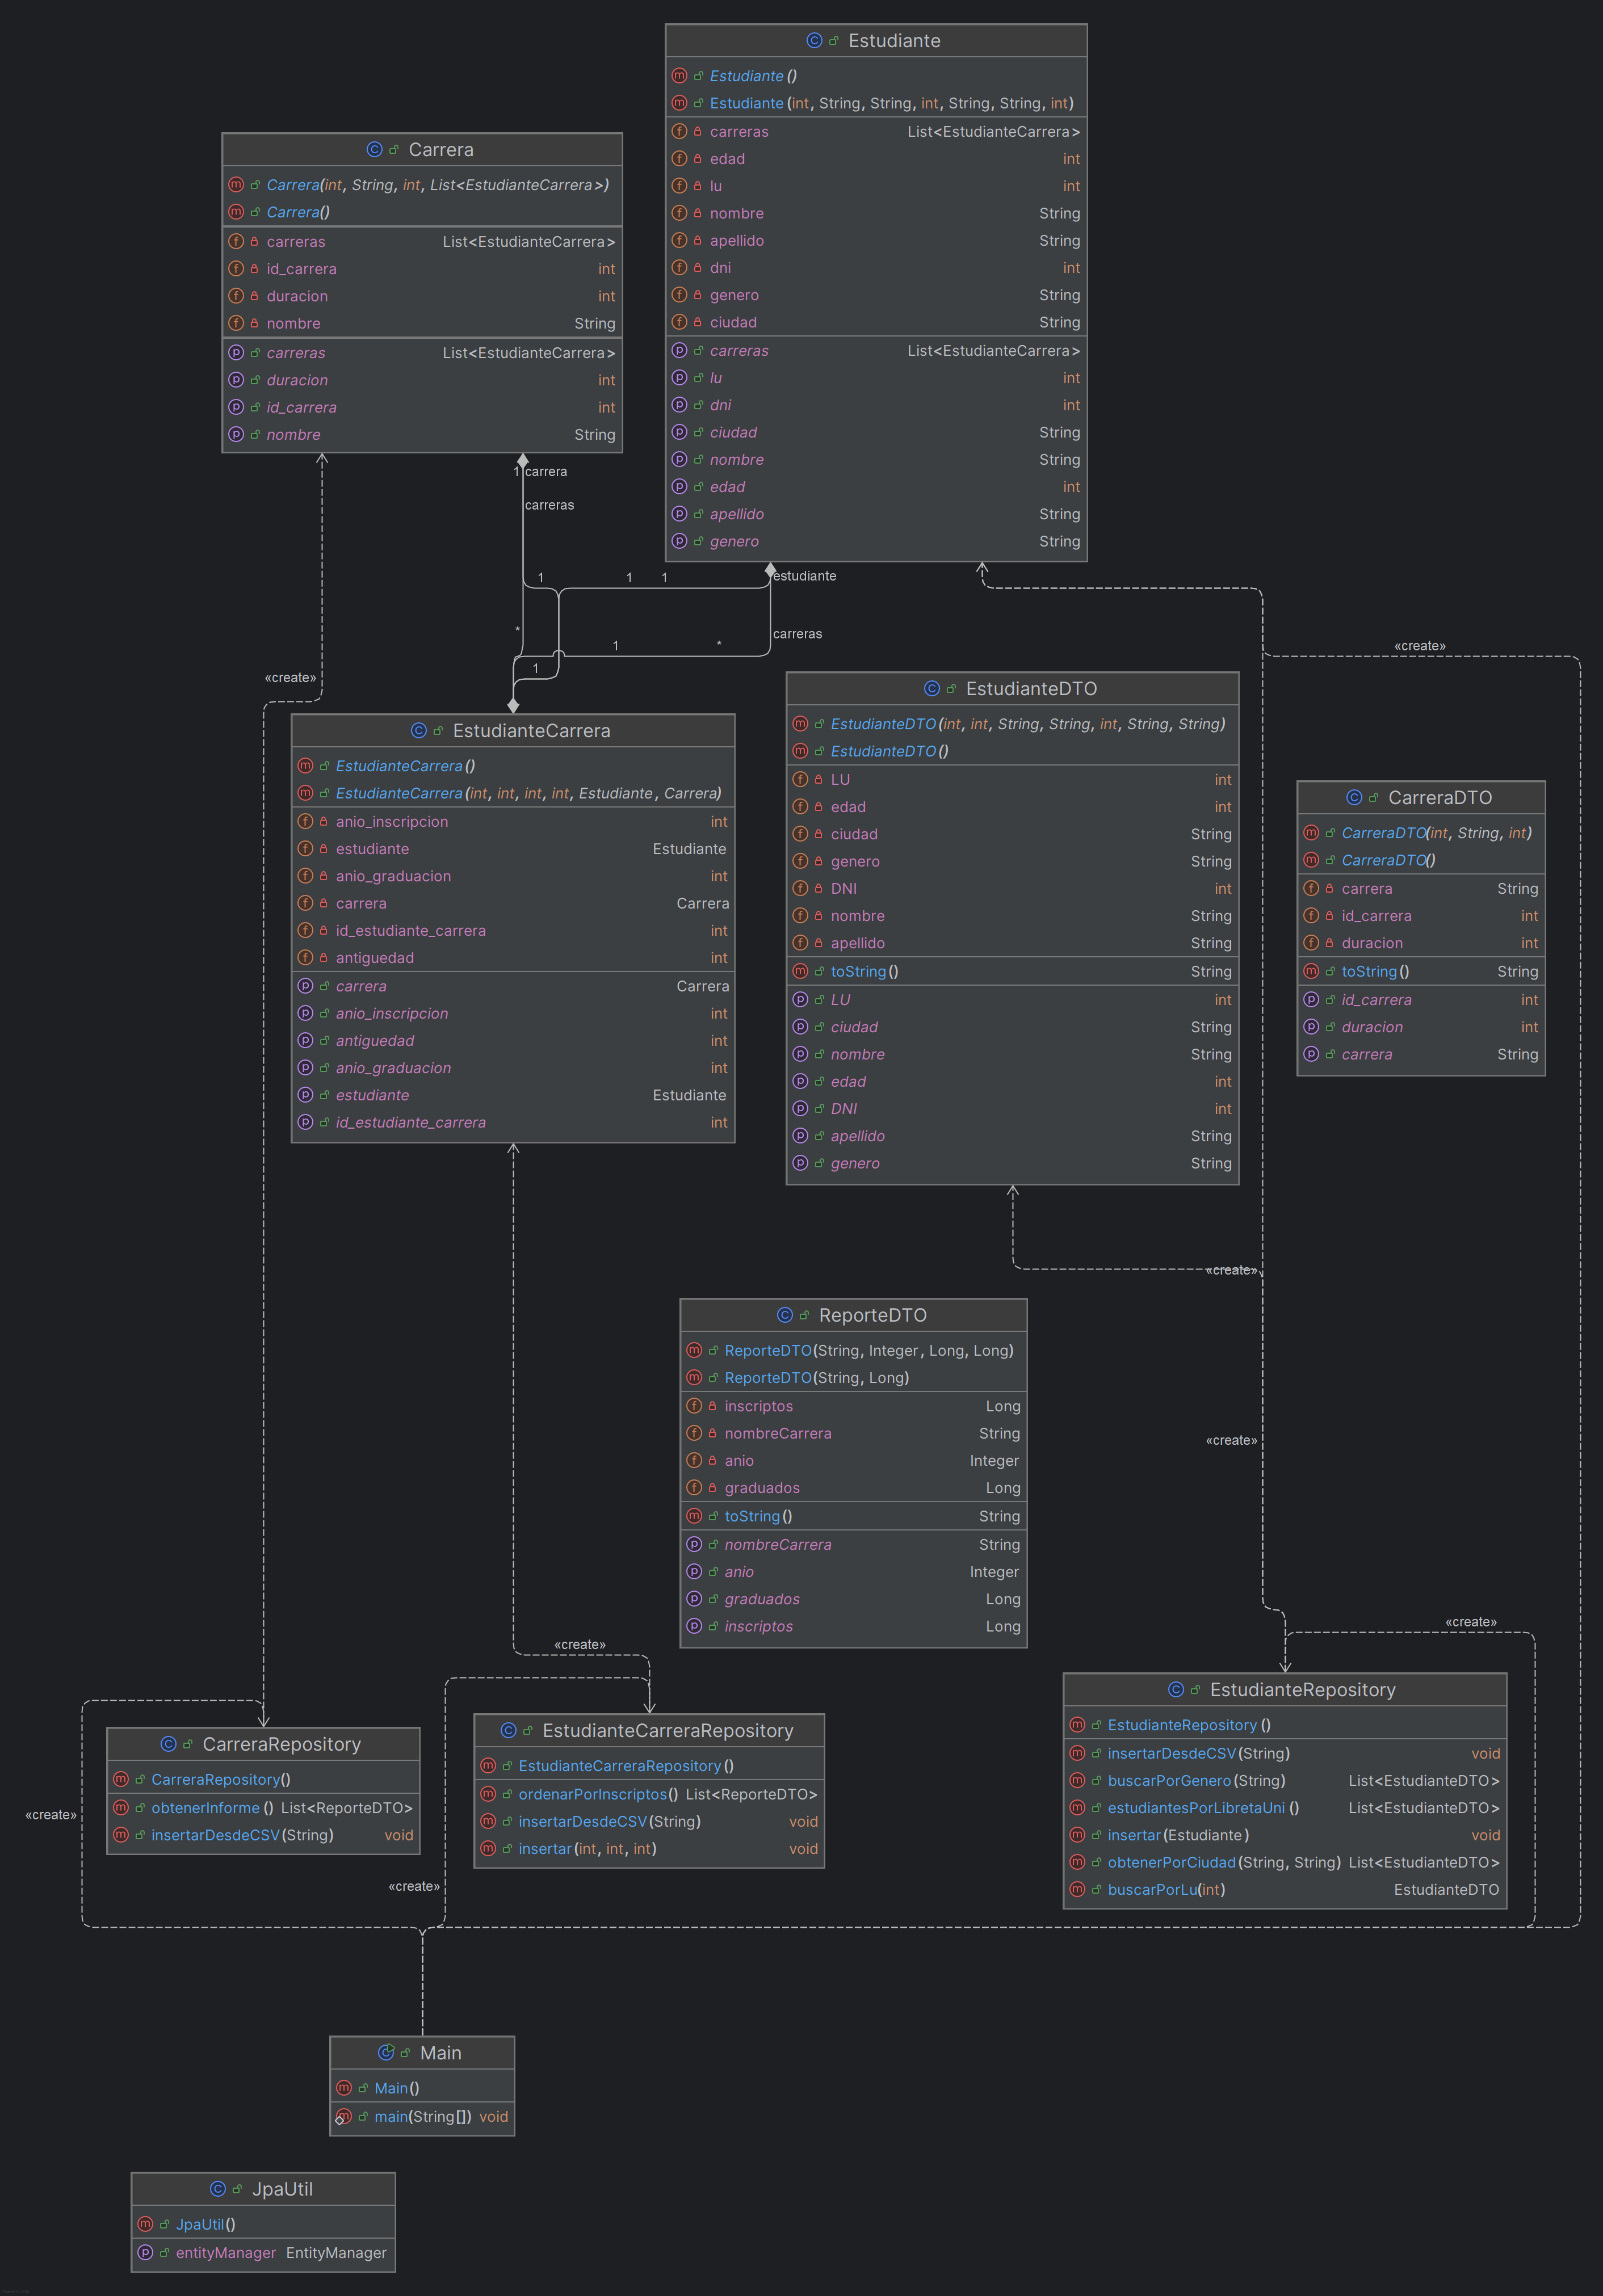 Estudiante
Estudiante()
Estudiante(int, String, String, int, String, String, int)
carreras List<EstudianteCarrera>
edad int
lu int
nombre String
apellido String
dni int
genero String
ciudad String
carreras List<EstudianteCarrera>
lu int
dni int
ciudad String
nombre String
edad int
apellido String
genero String
Carrera
Carrera(int, String, int, List<EstudianteCarrera>)
Carrera()
carreras List<EstudianteCarrera>
id_carrera int
duracion int
nombre String
carreras List<EstudianteCarrera>
duracion int
id_carrera int
nombre String
1 carrera
carreras
1 1 1 estudiante
* carreras
1 *
1
«create»
«create»
EstudianteCarrera
EstudianteCarrera()
EstudianteCarrera(int, int, int, int, Estudiante, Carrera)
anio_inscripcion int
estudiante Estudiante
anio_graduacion int
carrera Carrera
id_estudiante_carrera int
antiguedad int
carrera Carrera
anio_inscripcion int
antiguedad int
anio_graduacion int
estudiante Estudiante
id_estudiante_carrera int
EstudianteDTO
EstudianteDTO(int, int, String, String, int, String, String)
EstudianteDTO()
LU int
edad int
ciudad String
genero String
DNI int
nombre String
apellido String
toString() String
LU int
ciudad String
nombre String
edad int
DNI int
apellido String
genero String
CarreraDTO
CarreraDTO(int, String, int)
CarreraDTO()
carrera String
id_carrera int
duracion int
toString() String
id_carrera int
duracion int
carrera String
«create»
ReporteDTO
ReporteDTO(String, Integer, Long, Long)
ReporteDTO(String, Long)
inscriptos Long
nombreCarrera String
anio Integer
graduados Long
toString() String
nombreCarrera String
anio Integer
graduados Long
inscriptos Long
«create»
«create»
«create»
CarreraRepository
CarreraRepository()
obtenerInforme() List<ReporteDTO>
insertarDesdeCSV(String) void
«create»
EstudianteCarreraRepository
EstudianteCarreraRepository()
ordenarPorInscriptos() List<ReporteDTO>
insertarDesdeCSV(String) void
insertar(int, int, int) void
«create»
EstudianteRepository
EstudianteRepository()
insertarDesdeCSV(String) void
buscarPorGenero(String) List<EstudianteDTO>
estudiantesPorLibretaUni() List<EstudianteDTO>
insertar(Estudiante) void
obtenerPorCiudad(String, String) List<EstudianteDTO>
buscarPorLu(int) EstudianteDTO
Main
Main()
main(String[]) void
JpaUtil
JpaUtil()
entityManager EntityManager